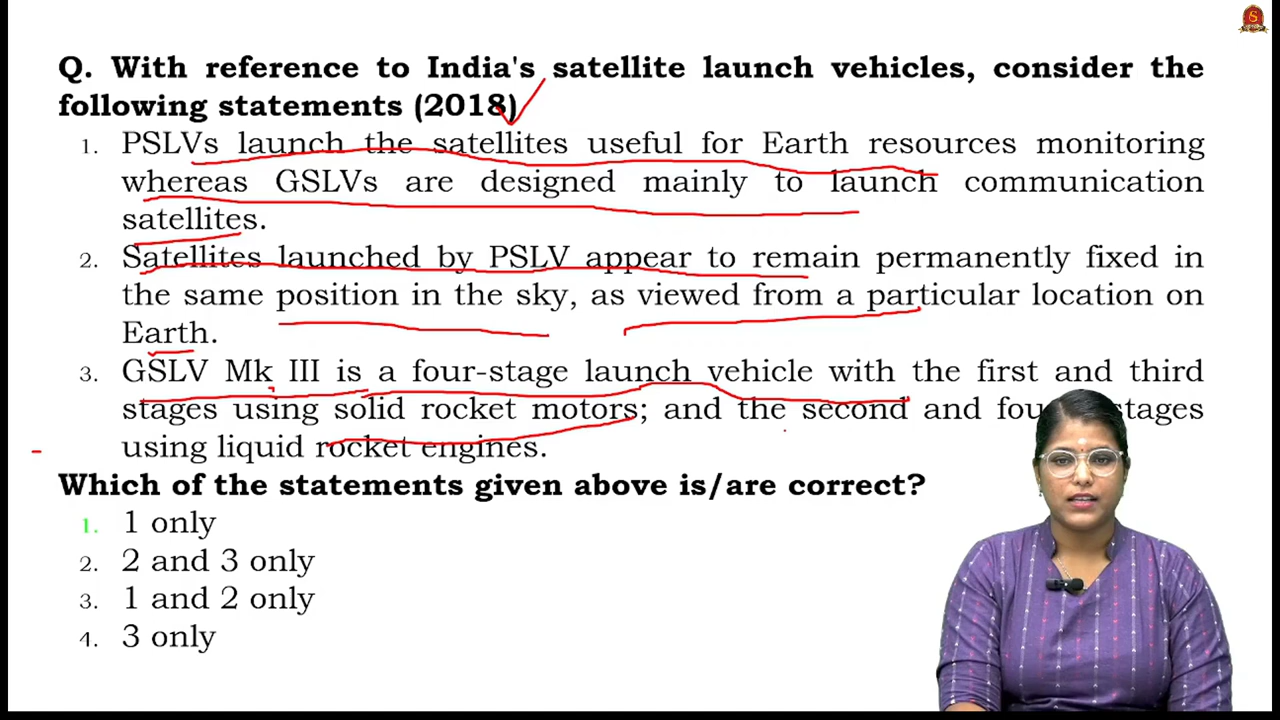 Q. With reference to India's satellite launch vehicles, consider the
following statements (2018)
1. PSLVs launch the satellites useful for Earth resources monitoring
whereas GSLVs are designed mainly to launch communication
satellites.
2. Satellites launched by PSLV appear to remain permanently fixed in
the same position in the sky, as viewed from a particular location on
Earth.
3. GSLV Mk III is a four-stage launch vehicle with the first and third
stages using solid rocket motors; and the second and stages
using liquid rocket engines.
Which of the statements given above is/are correct?
1. 1 only
2. 2 and 3 only
3. 1 and 2 only
4. 3 only